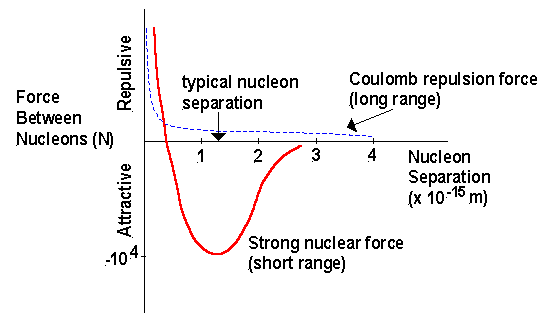 Repulsive
Attractive
Force
Between
Nucleons (N)
typical nucleon
separation
Coulomb repulsion force
(long range)
1
2
3
4
Nucleon
Separation
(x 10⁻¹⁵ m)
-10⁴
Strong nuclear force
(short range)